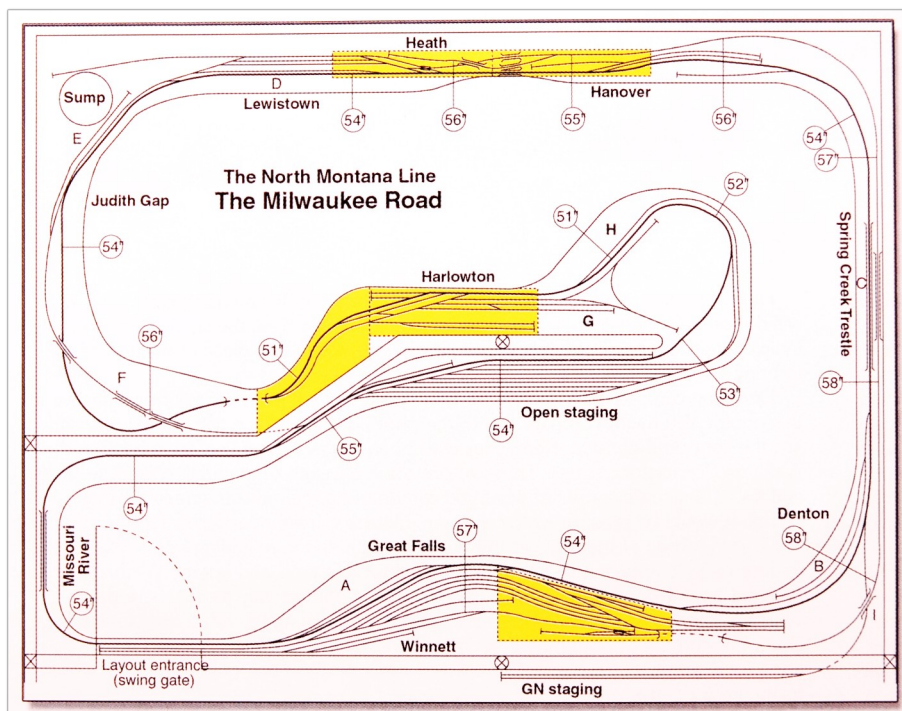 Heath
D
Lewistown
Hanover
54"
56"
55"
56"
54"
57"
Sump
E
The North Montana Line
The Milwaukee Road
Judith Gap
54"
52"
51"
H
Spring Creek Trestle
C
Harlowton
G
51"
56"
F
53"
58"
Open staging
54"
55"
54"
Missouri
River
Great Falls
57"
54"
Denton
58"
A
B
I
54"
Winnett
Layout entrance
(swing gate)
GN staging